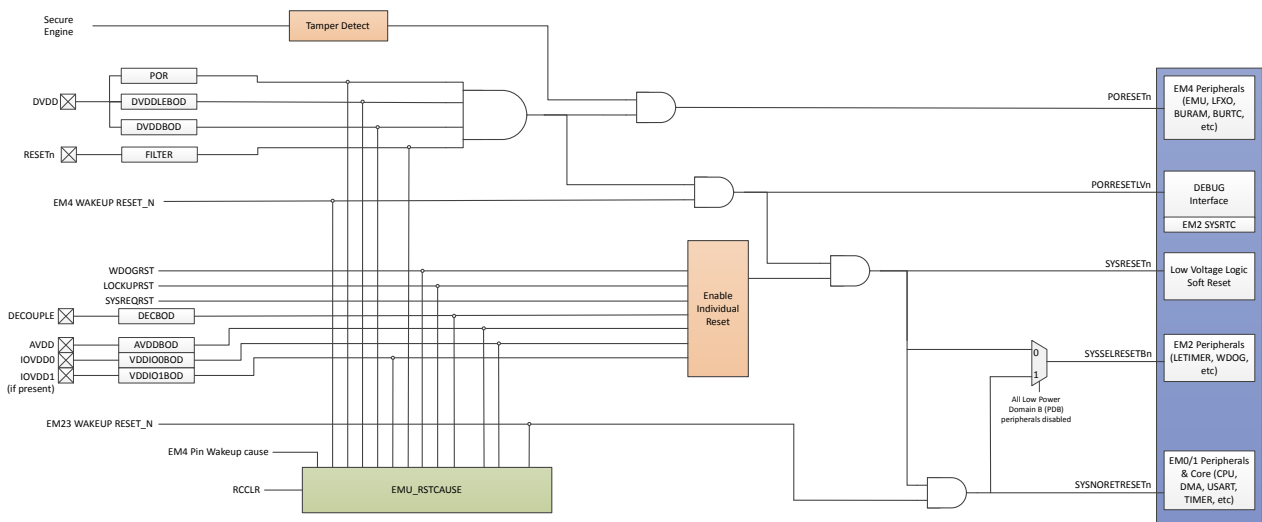 Secure
Engine
Tamper Detect
POR
DVDD
DVDDLEBOD
DVDDBOD
RESETn
FILTER
EM4 WAKEUP RESET_N
WDOGRST
LOCKUPRST
SYSREQRST
DECOUPLE
DECBOD
AVDD
AVDDBOD
IOVDD0
VDDIO0BOD
IOVDD1
(if present)
VDDIO1BOD
EM23 WAKEUP RESET_N
EM4 Pin Wakeup cause
RCCLR
EMU_RSTCAUSE
Enable
Individual
Reset
0
1
All Low Power
Domain B (PDB)
peripherals disabled
PORESETn
EM4 Peripherals
(EMU, LFXO,
BURAM, BURTC,
etc)
PORRESETLVn
DEBUG
Interface
EM2 SYSRTC
SYSRESETn
Low Voltage Logic
Soft Reset
SYSSELRESETBn
EM2 Peripherals
(LETIMER, WDOG,
etc)
SYSNORETRESETn
EM0/1 Peripherals
& Core (CPU,
DMA, USART,
TIMER, etc)